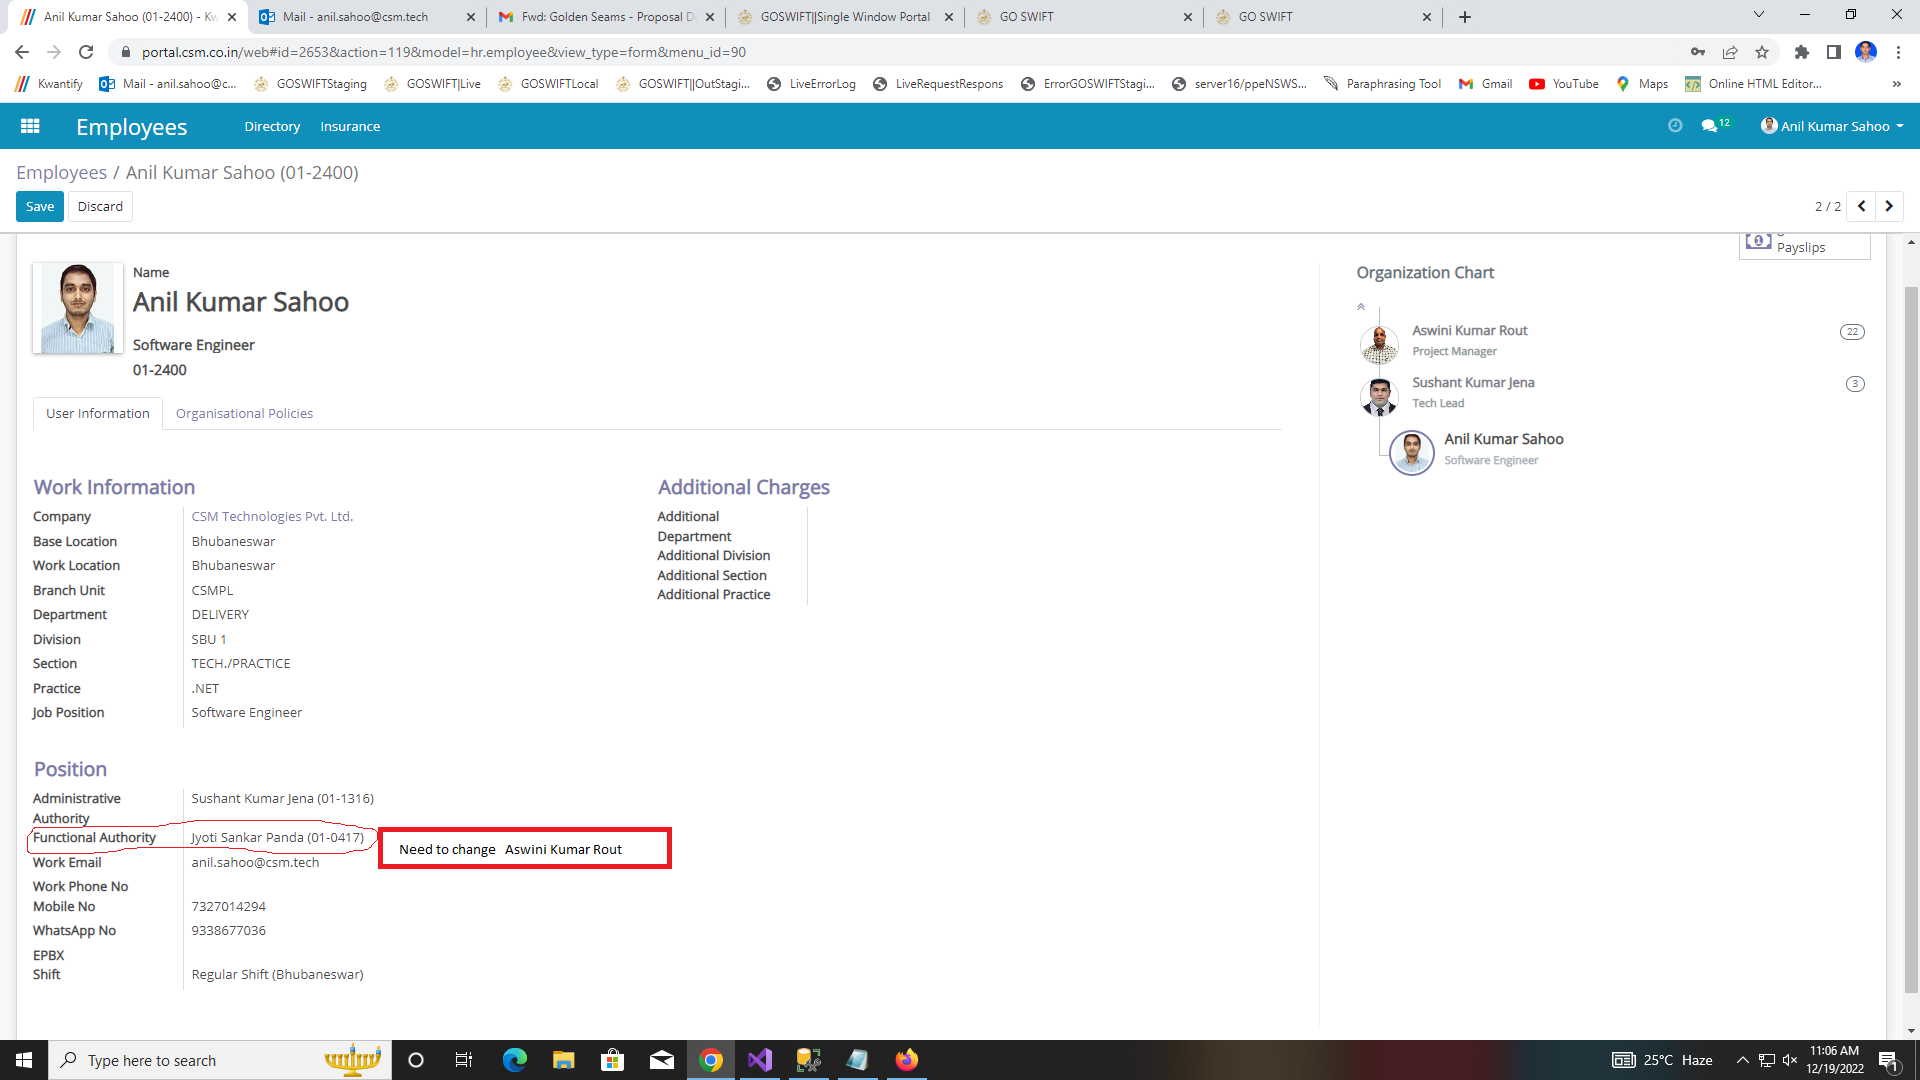 Anil Kumar Sahoo (01-2400) - Kw
Mail - anil.sahoo@csm.tech
Fwd: Golden Seams - Proposal D
GOSWIFT||Single Window Portal
GO SWIFT
GO SWIFT
portal.csm.co.in/web#id=2653&action=119&model=hr.employee&view_type=form&menu_id=90
Kwantify
Mail - anil.sahoo@c...
GOSWIFTStaging
GOSWIFT|Live
GOSWIFTLocal
GOSWIFT||OutStagi...
LiveErrorLog
LiveRequestRespons
ErrorGOSWIFTStagi...
server16/ppeNSWS...
Paraphrasing Tool
Gmail
YouTube
Maps
Online HTML Editor...
»
Employees
Directory
Insurance
12
Anil Kumar Sahoo
Employees / Anil Kumar Sahoo (01-2400)
Save
Discard
2 / 2
Payslips
Name
Anil Kumar Sahoo
Software Engineer
01-2400
User Information
Organisational Policies
Work Information
Company CSM Technologies Pvt. Ltd.
Base Location Bhubaneswar
Work Location Bhubaneswar
Branch Unit CSMPL
Department DELIVERY
Division SBU 1
Section TECH./PRACTICE
Practice .NET
Job Position Software Engineer
Additional Charges
Additional
Department
Additional Division
Additional Section
Additional Practice
Position
Administrative Sushant Kumar Jena (01-1316)
Authority
Functional Authority Jyoti Sankar Panda (01-0417)
Need to change Aswini Kumar Rout
Work Email anil.sahoo@csm.tech
Work Phone No
Mobile No 7327014294
WhatsApp No 9338677036
EPBX
Shift Regular Shift (Bhubaneswar)
Organization Chart
Aswini Kumar Rout
22
Project Manager
Sushant Kumar Jena
3
Tech Lead
Anil Kumar Sahoo
Software Engineer
Type here to search
25°C Haze
11:06 AM
12/19/2022
1